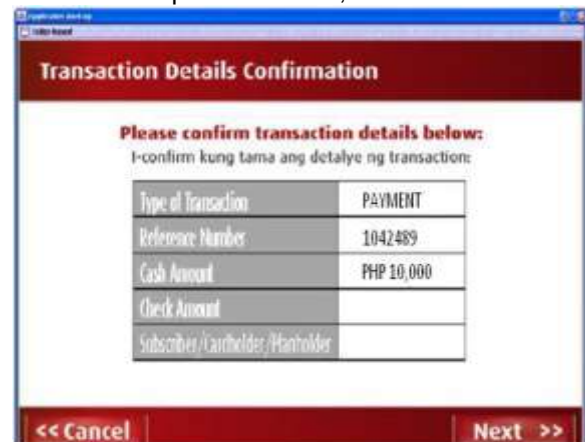 Transaction Details Confirmation
Please confirm transaction details below:
I-confirm kung tama ang detalye ng transaction:
Type of Transaction PAYMENT
Reference Number 1042489
Cash Amount PHP 10,000
Check Amount
Subscriber/Cardholder/Planholder
<< Cancel Next >>